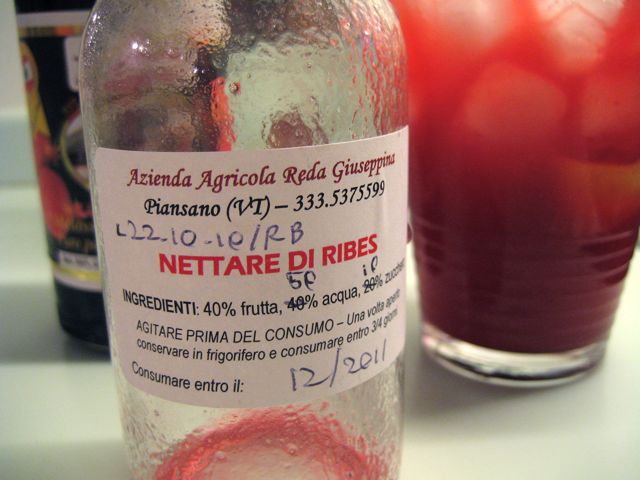 Azienda Agricola Reda Giuseppina
Piansano (VT) – 333.5375599
L22-10-10/RB
NETTARE DI RIBES
50 10
INGREDIENTI: 40% frutta, 40% acqua, 20%
AGITARE PRIMA DEL CONSUMO – Una volta aperto
conservare in frigorifero e consumare entro 3/4 giorni
Consumare entro il: 12/2011